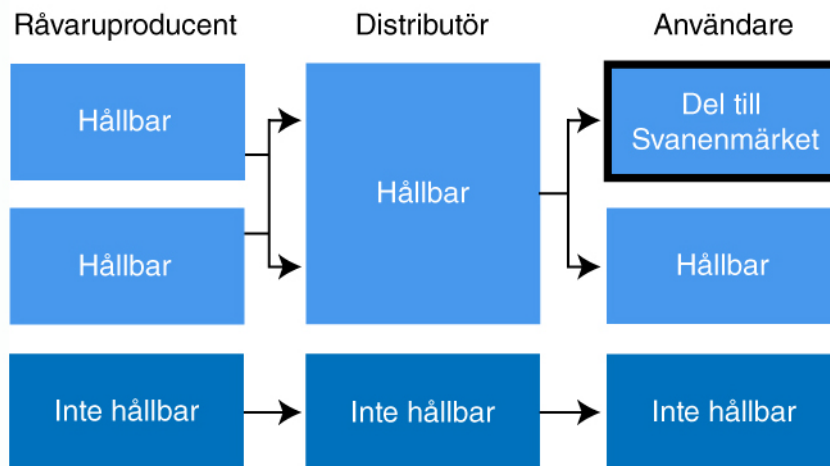 Råvaruproducent
Distributör
Användare
Hållbar
Hållbar
Hållbar
Del till
Svanenmärket
Hållbar
Inte hållbar
Inte hållbar
Inte hållbar